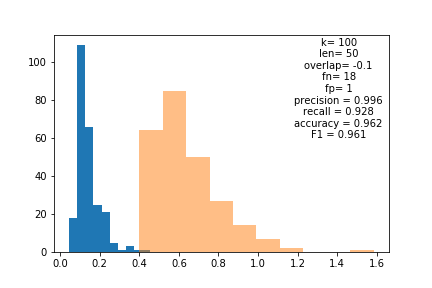 k= 100
len= 50
overlap= -0.1
fn= 18
fp= 1
precision = 0.996
recall = 0.928
accuracy = 0.962
F1 = 0.961
100
80
60
40
20
0
0.0 0.2 0.4 0.6 0.8 1.0 1.2 1.4 1.6